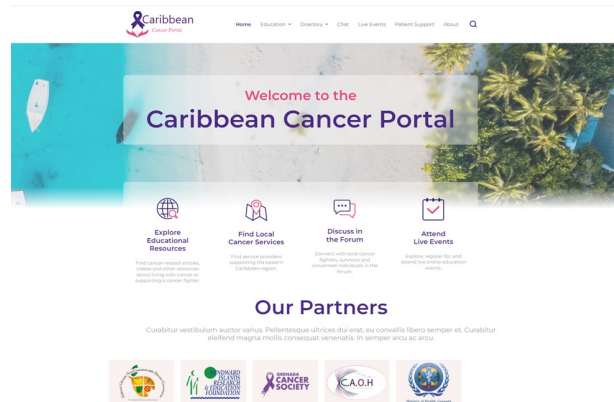 Caribbean
Cancer Portal
Home Education Directory Chat Live Events Patient Support About
Welcome to the
Caribbean Cancer Portal
Explore
Educational
Resources
Find cancer-related articles,
videos and other resources
about living with cancer or
supporting a cancer fighter.
Find Local
Cancer Services
Find service providers
supporting the eastern
Caribbean region.
Discuss in
the Forum
Connect with local cancer
fighters, survivors and
concerned individuals in the
forum.
Attend
Live Events
Explore, register for, and
attend live online education
events.
Our Partners
Curabitur vestibulum auctor varius. Pellentesque ultrices dui erat, eu convallis libero semper et. Curabitur
eleifend magna mollis consequat venenatis. In semper arcu ac arcu.
WINDWARD
ISLANDS
RESEARCH
& EDUCATION
FOUNDATION
GRENADA
CANCER
SOCIETY
C.A.O.H